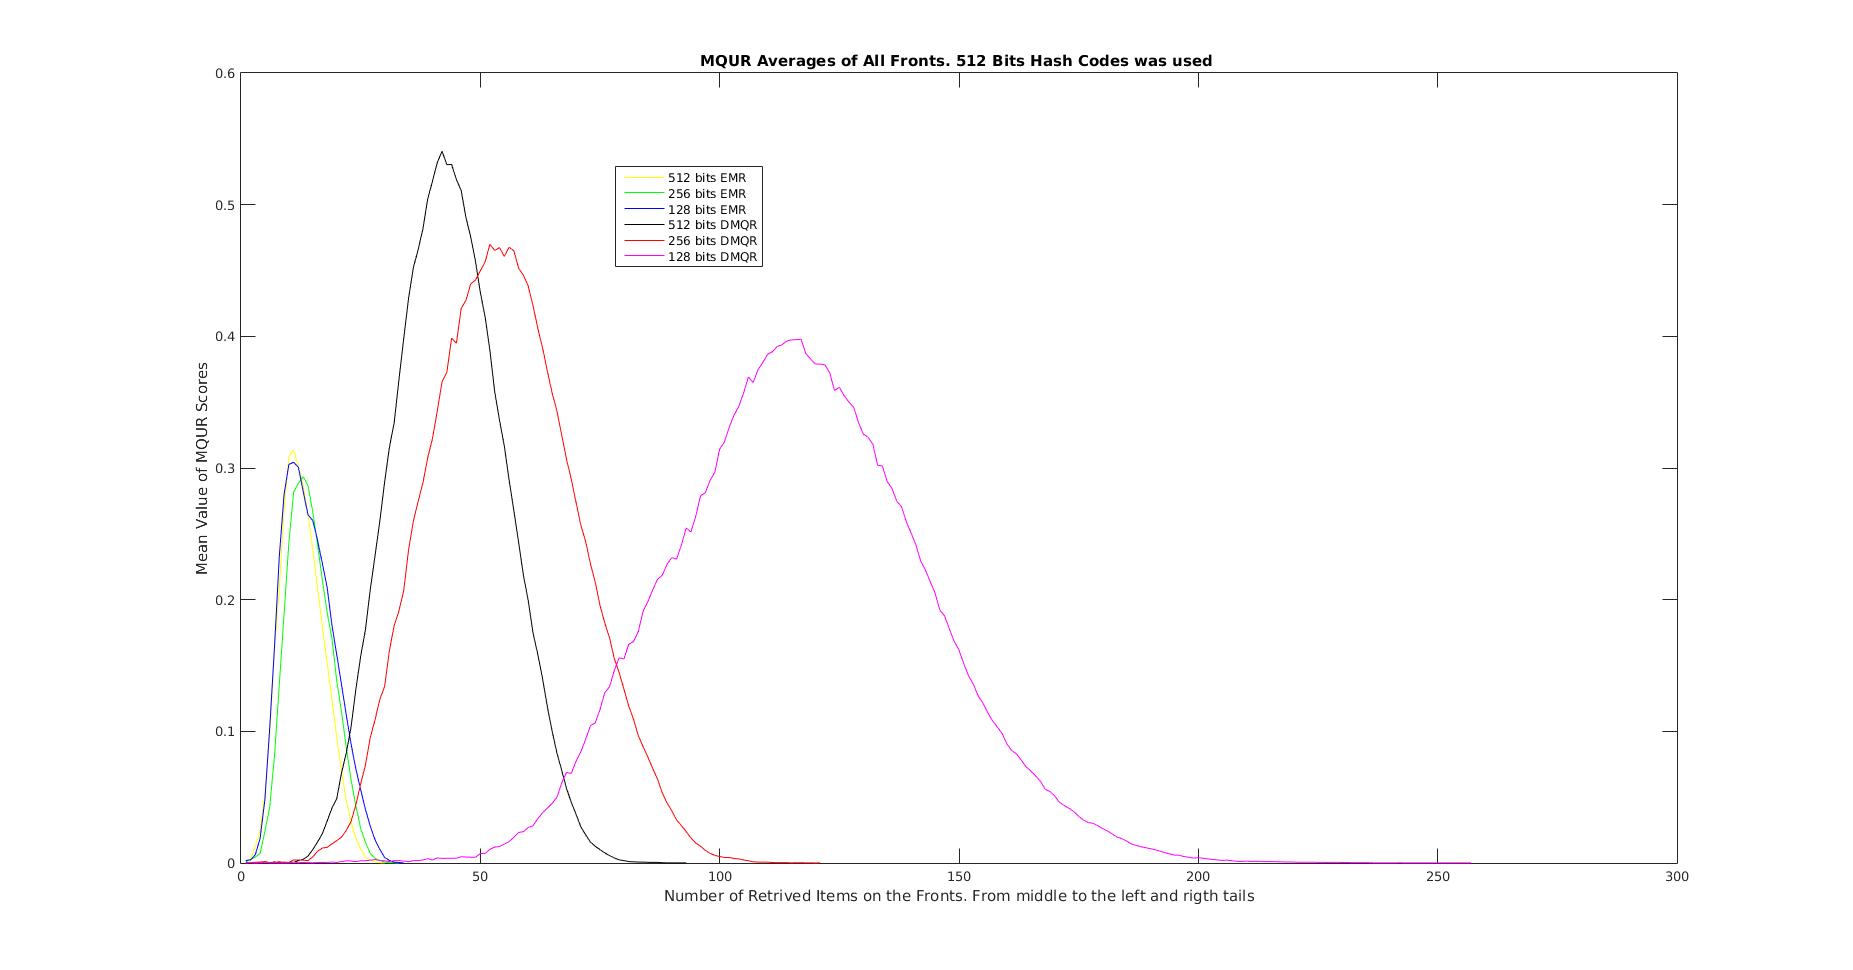 MQUR Averages of All Fronts. 512 Bits Hash Codes was used
0.6
0.5
0.4
0.3
0.2
0.1
0
Mean Value of MQUR Scores
512 bits EMR
256 bits EMR
128 bits EMR
512 bits DMQR
256 bits DMQR
128 bits DMQR
0 50 100 150 200 250 300
Number of Retrived Items on the Fronts. From middle to the left and rigth tails